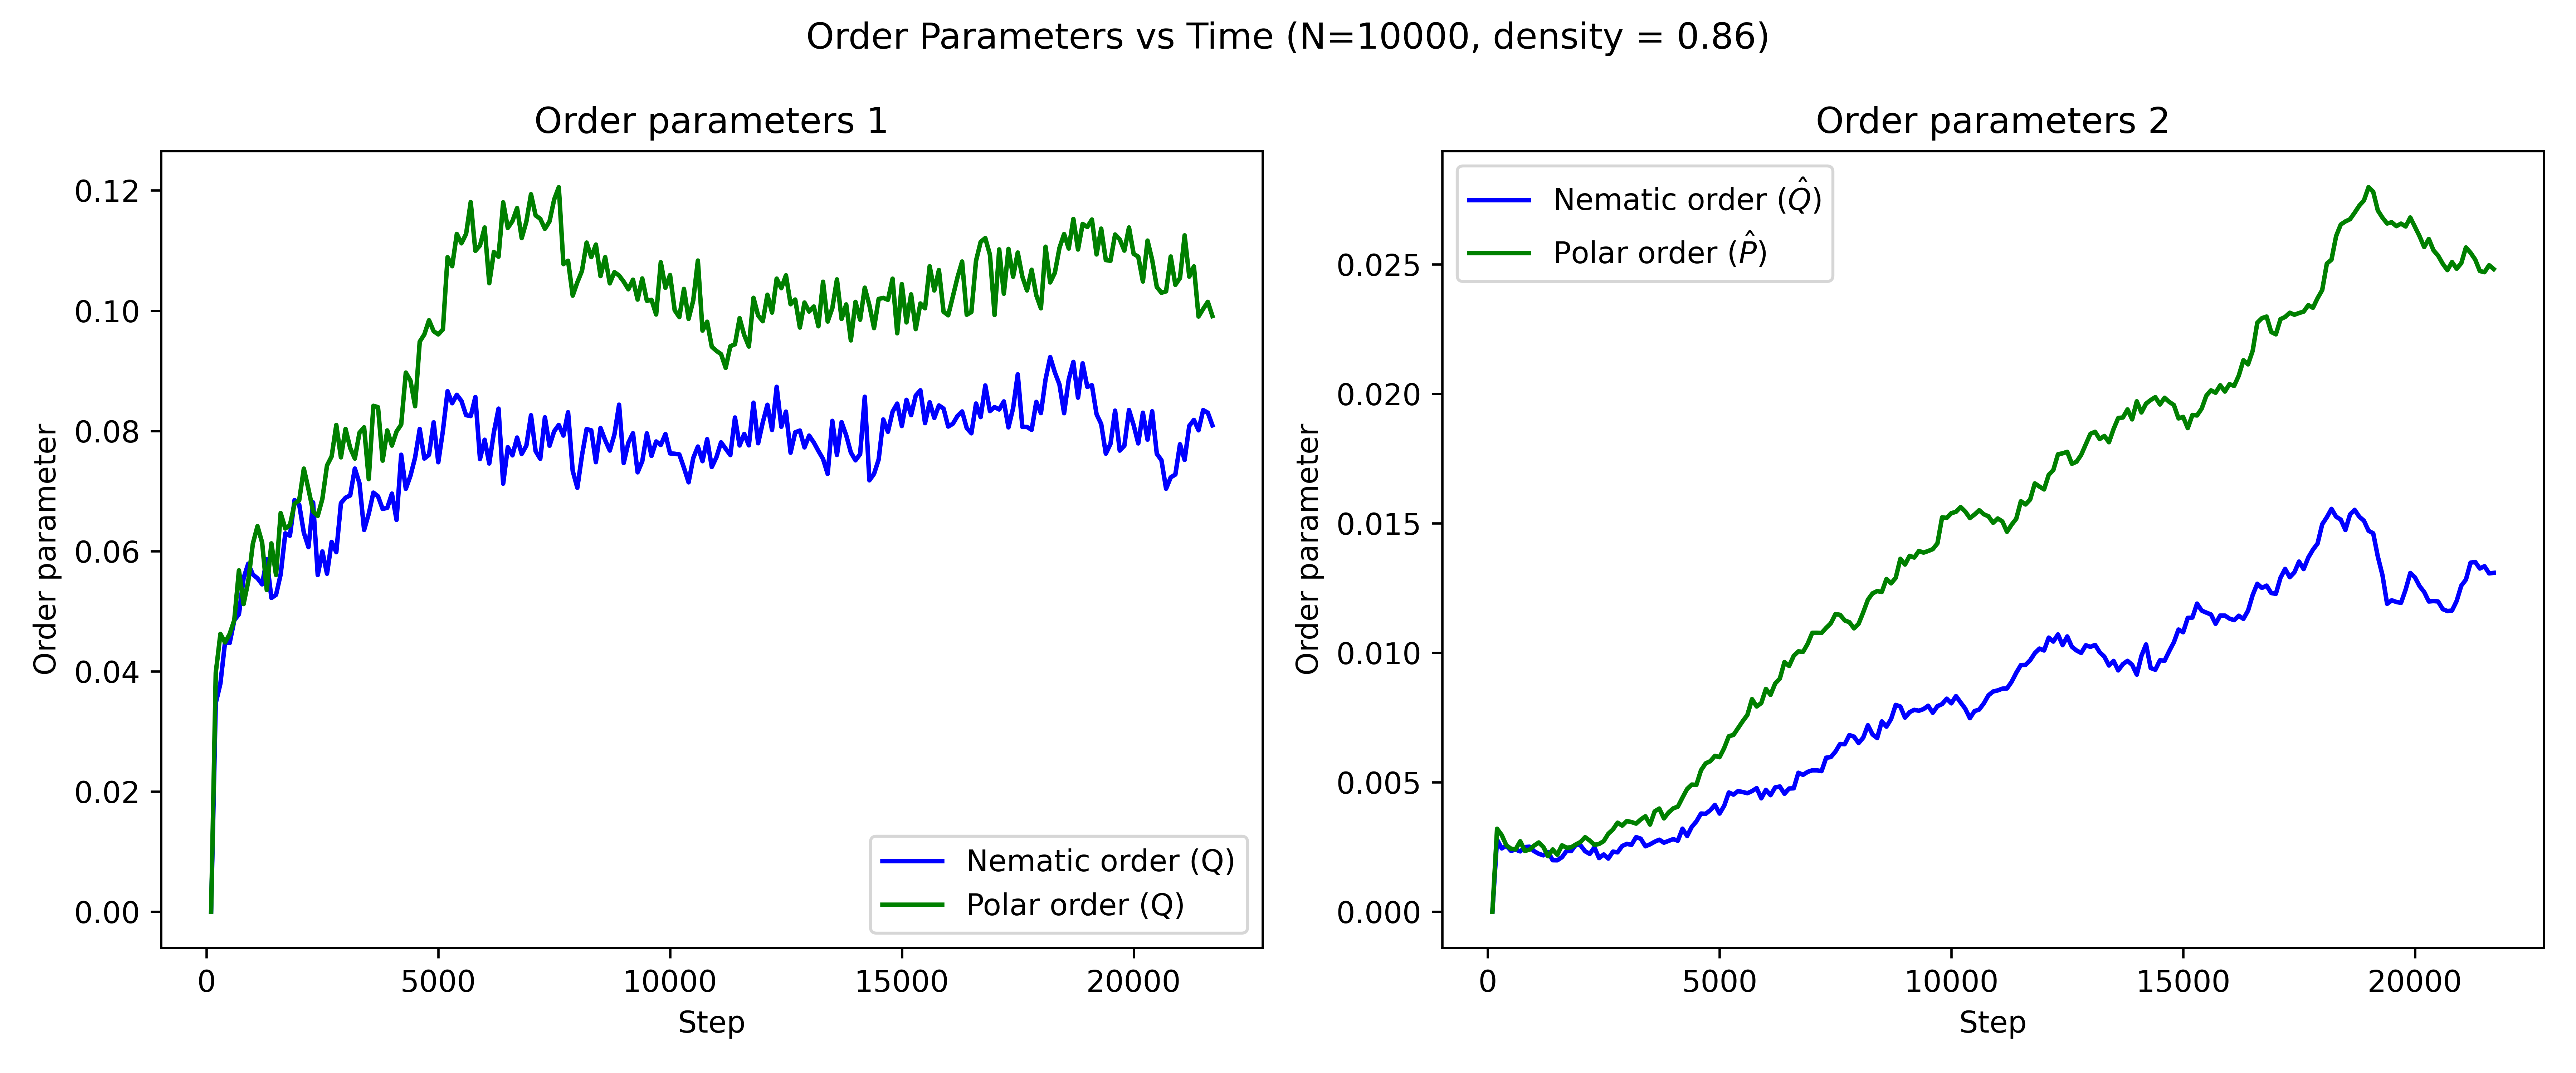 Order Parameters vs Time (N=10000, density = 0.86)
Order parameters 1
Order parameter
0.12
0.10
0.08
0.06
0.04
0.02
0.00
Nematic order (Q)
Polar order (Q)
0
5000
10000
15000
20000
Step
Order parameters 2
Order parameter
Nematic order (Q̂)
Polar order (P̂)
0.025
0.020
0.015
0.010
0.005
0.000
0
5000
10000
15000
20000
Step